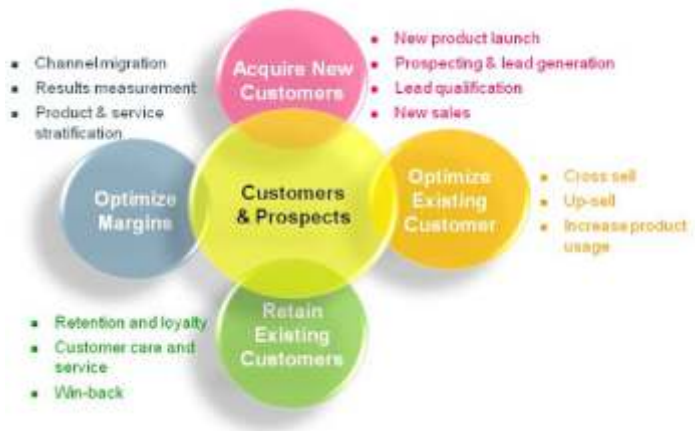 Acquire New
Customers
New product launch
Prospecting & lead generation
Lead qualification
New sales
Channel migration
Results measurement
Product & service
stratification
Optimize
Margins
Customers
& Prospects
Optimize
Existing
Customer
Cross sell
Up-sell
Increase product
usage
Retain
Existing
Customers
Retention and loyalty
Customer care and
service
Win-back